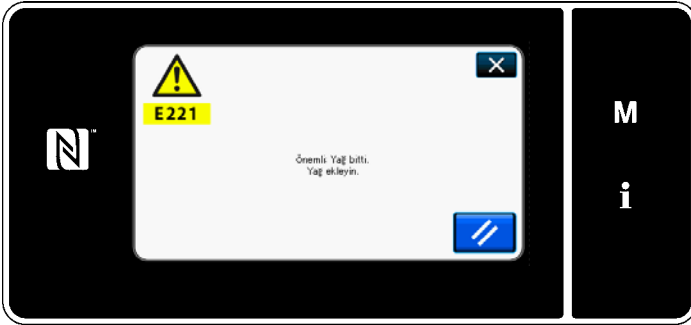 E221
Önemli: Yağ bitti.
Yağ ekleyin.
M
i